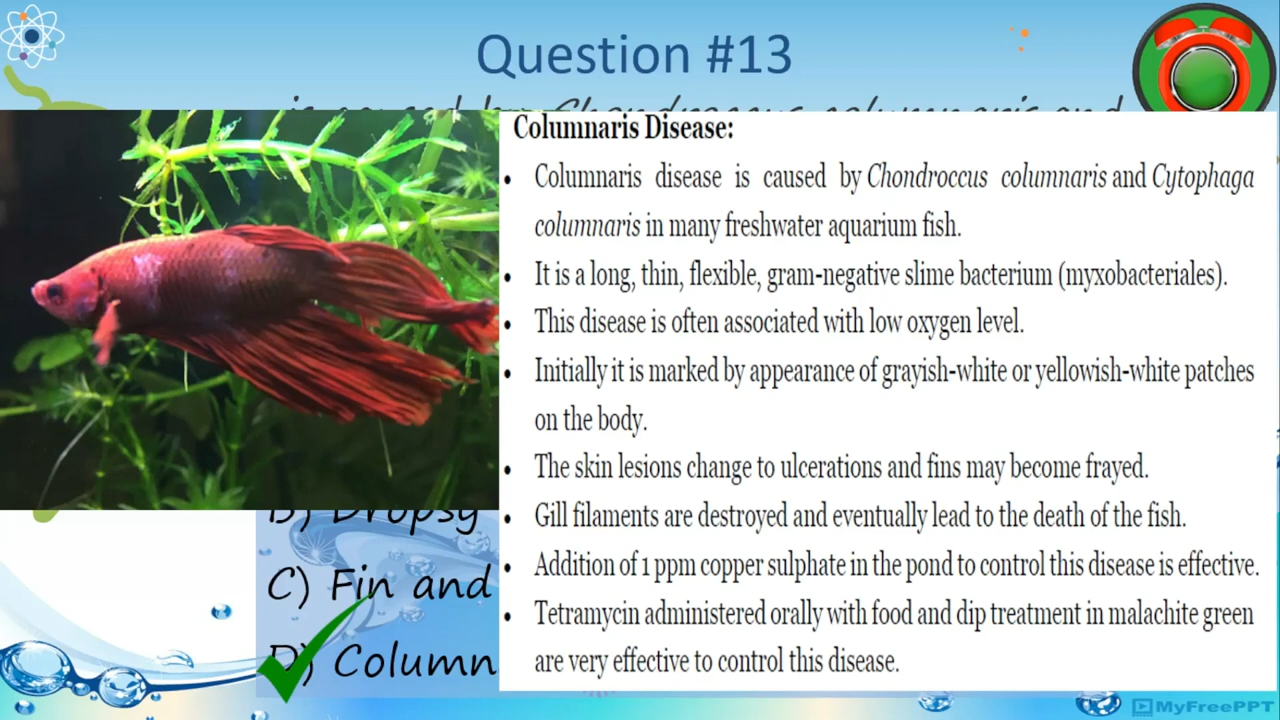 Question #13
is caused by Chondroccus columnaris and
Columnaris Disease:
• Columnaris disease is caused by Chondroccus columnaris and Cytophaga
columnaris in many freshwater aquarium fish.
• It is a long, thin, flexible, gram-negative slime bacterium (myxobacteriales).
• This disease is often associated with low oxygen level.
• Initially it is marked by appearance of grayish-white or yellowish-white patches
on the body.
• The skin lesions change to ulcerations and fins may become frayed.
• Gill filaments are destroyed and eventually lead to the death of the fish.
• Addition of 1 ppm copper sulphate in the pond to control this disease is effective.
• Tetramycin administered orally with food and dip treatment in malachite green
are very effective to control this disease.
B) Dropsy
C) Fin and
D) Column
MyFreePPT